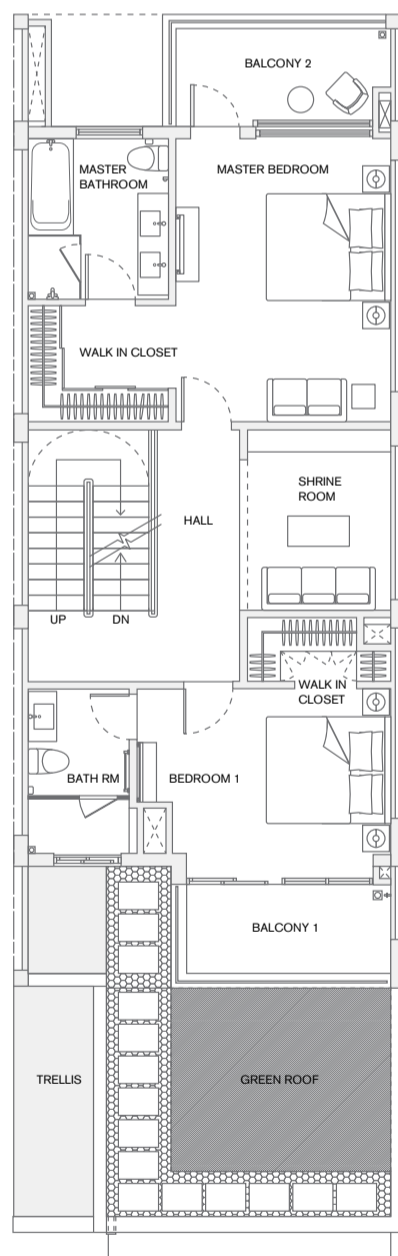 BALCONY 2
MASTER
BATHROOM
MASTER BEDROOM
WALK IN CLOSET
HALL
SHRINE
ROOM
UP
DN
WALK IN
CLOSET
BATH RM
BEDROOM 1
BALCONY 1
TRELLIS
GREEN ROOF